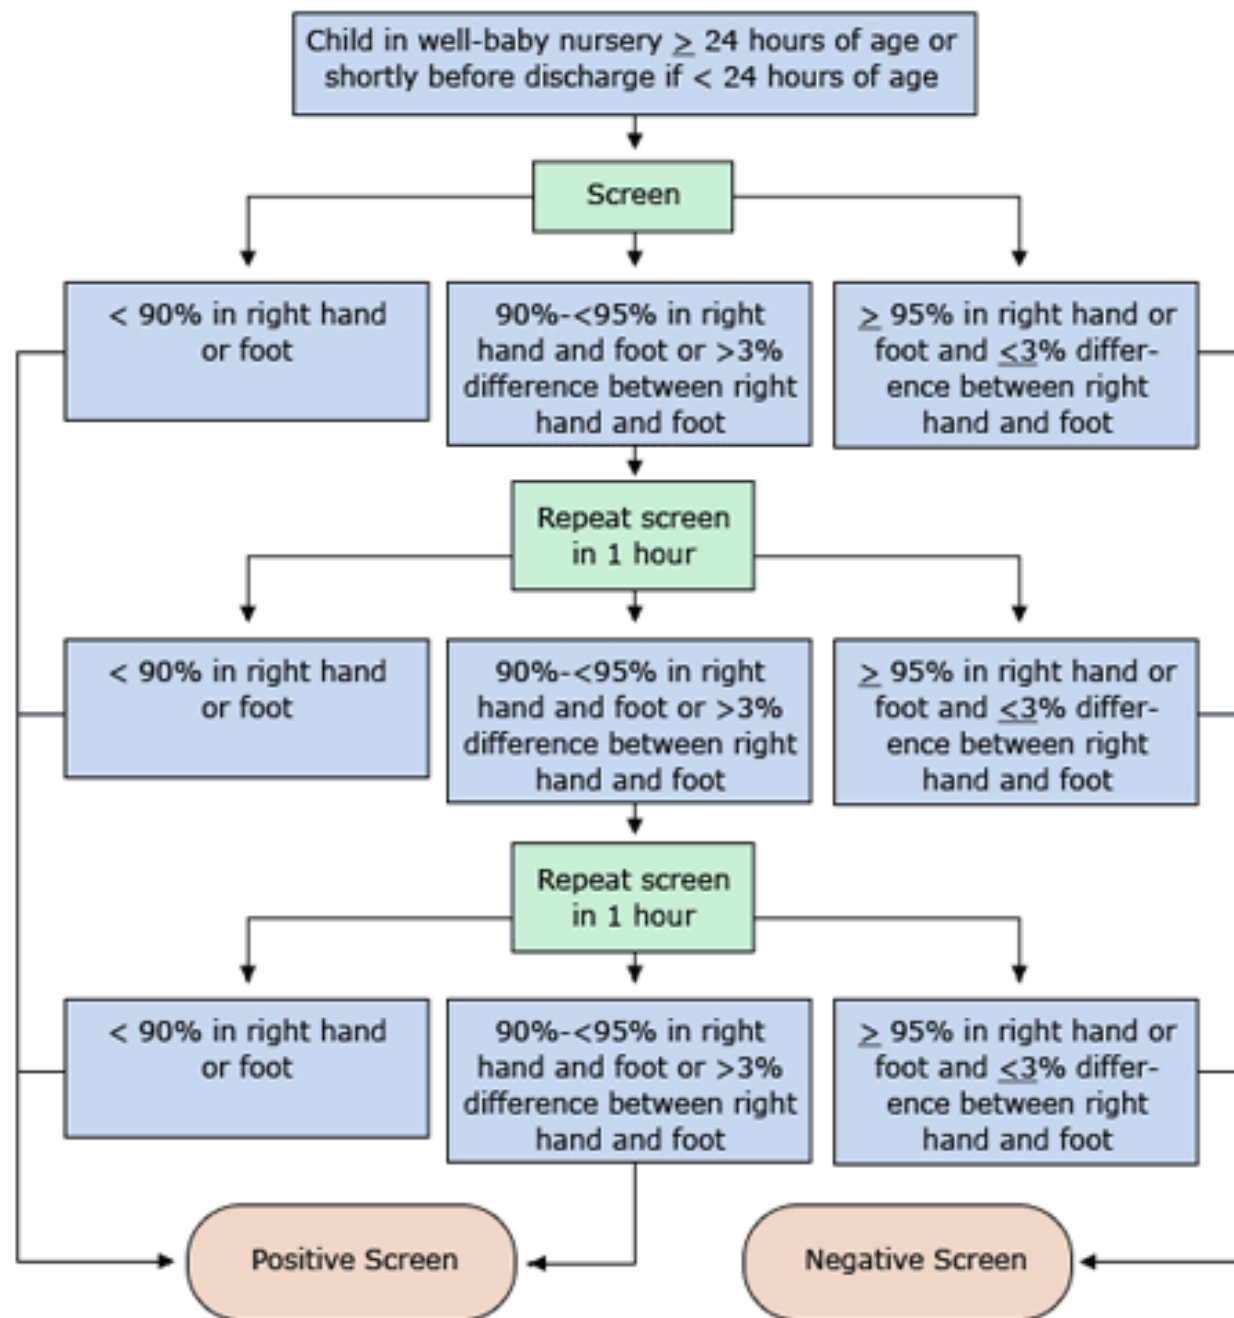 Child in well-baby nursery ≥ 24 hours of age or
shortly before discharge if < 24 hours of age
Screen
< 90% in right hand
or foot
90%-<95% in right
hand and foot or >3%
difference between right
hand and foot
≥ 95% in right hand or
foot and ≤3% differ-
ence between right
hand and foot
Repeat screen
in 1 hour
< 90% in right hand
or foot
90%-<95% in right
hand and foot or >3%
difference between right
hand and foot
≥ 95% in right hand or
foot and ≤3% differ-
ence between right
hand and foot
Repeat screen
in 1 hour
< 90% in right hand
or foot
90%-<95% in right
hand and foot or >3%
difference between right
hand and foot
≥ 95% in right hand or
foot and ≤3% differ-
ence between right
hand and foot
Positive Screen
Negative Screen